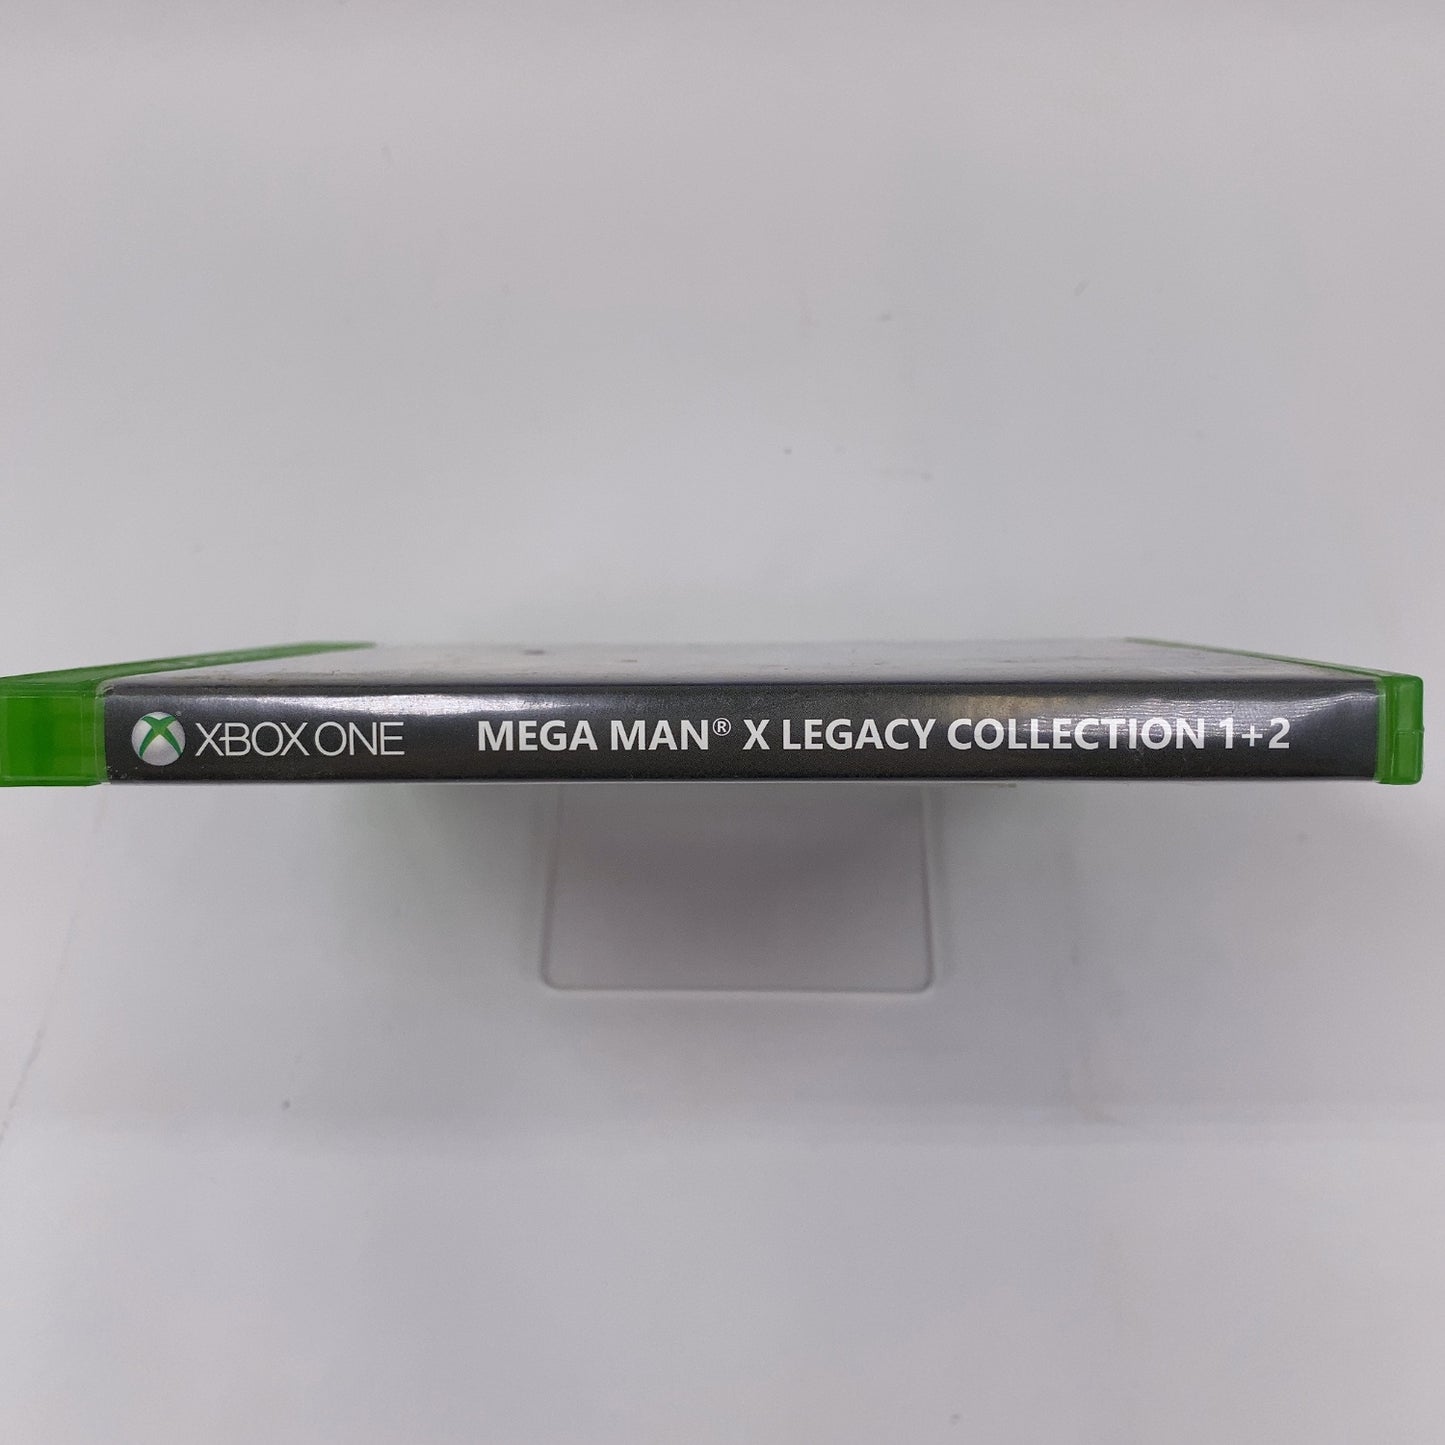 XBOX ONE MEGA MAN® X LEGACY COLLECTION 1+2